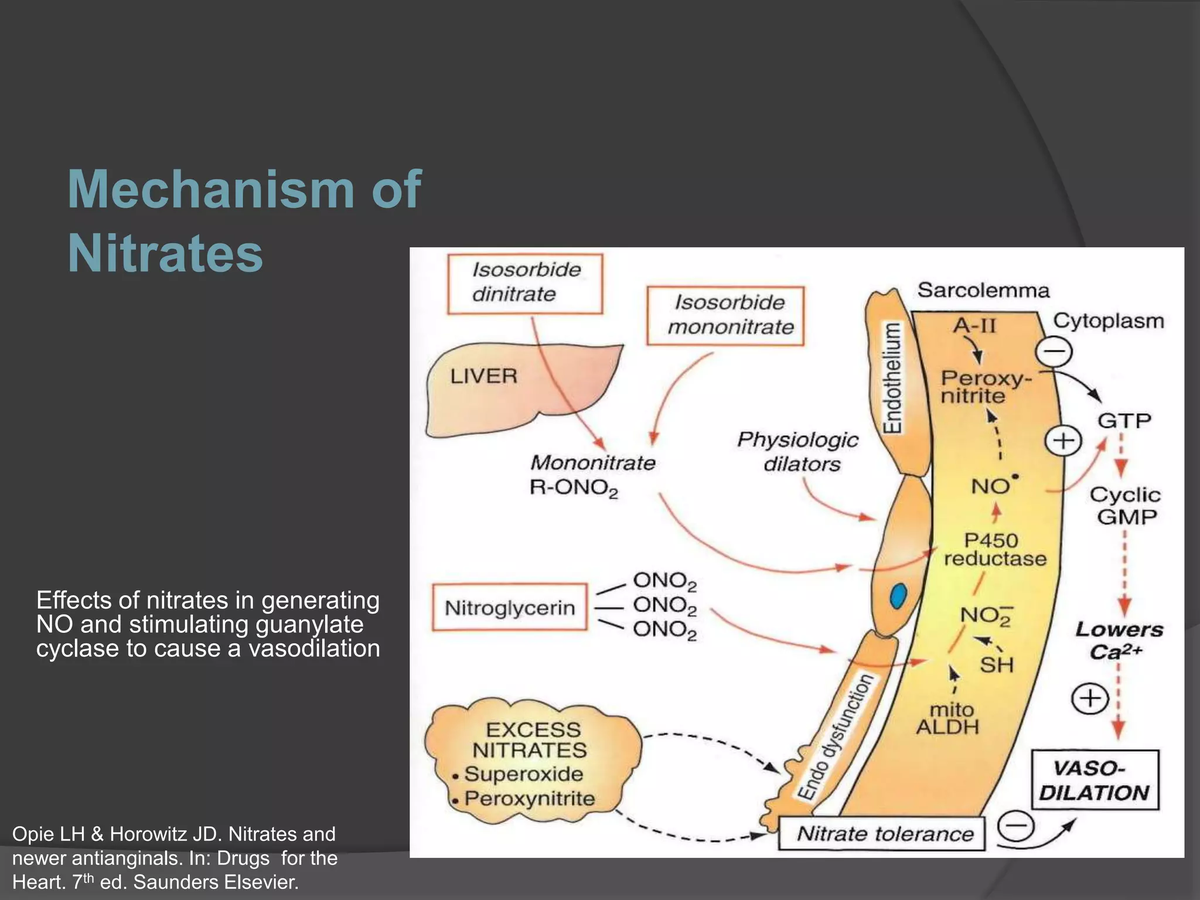 Mechanism of
Nitrates
Effects of nitrates in generating
NO and stimulating guanylate
cyclase to cause a vasodilation
Opie LH & Horowitz JD. Nitrates and
newer antianginals. In: Drugs  for the
Heart. 7th ed. Saunders Elsevier.
Isosorbide
dinitrate
Isosorbide
mononitrate
LIVER
Mononitrate
R-ONO₂
Physiologic
dilators
Nitroglycerin
ONO₂
ONO₂
ONO₂
EXCESS
NITRATES
• Superoxide
• Peroxynitrite
Endothelium
Endo dysfunction
Sarcolemma
A-II
Peroxy-
nitrite
NO•
P450
reductase
NO₂⁻
SH
mito
ALDH
Nitrate tolerance
Cytoplasm
−
GTP
+
Cyclic
GMP
Lowers
Ca²⁺
+
VASO-
DILATION
−